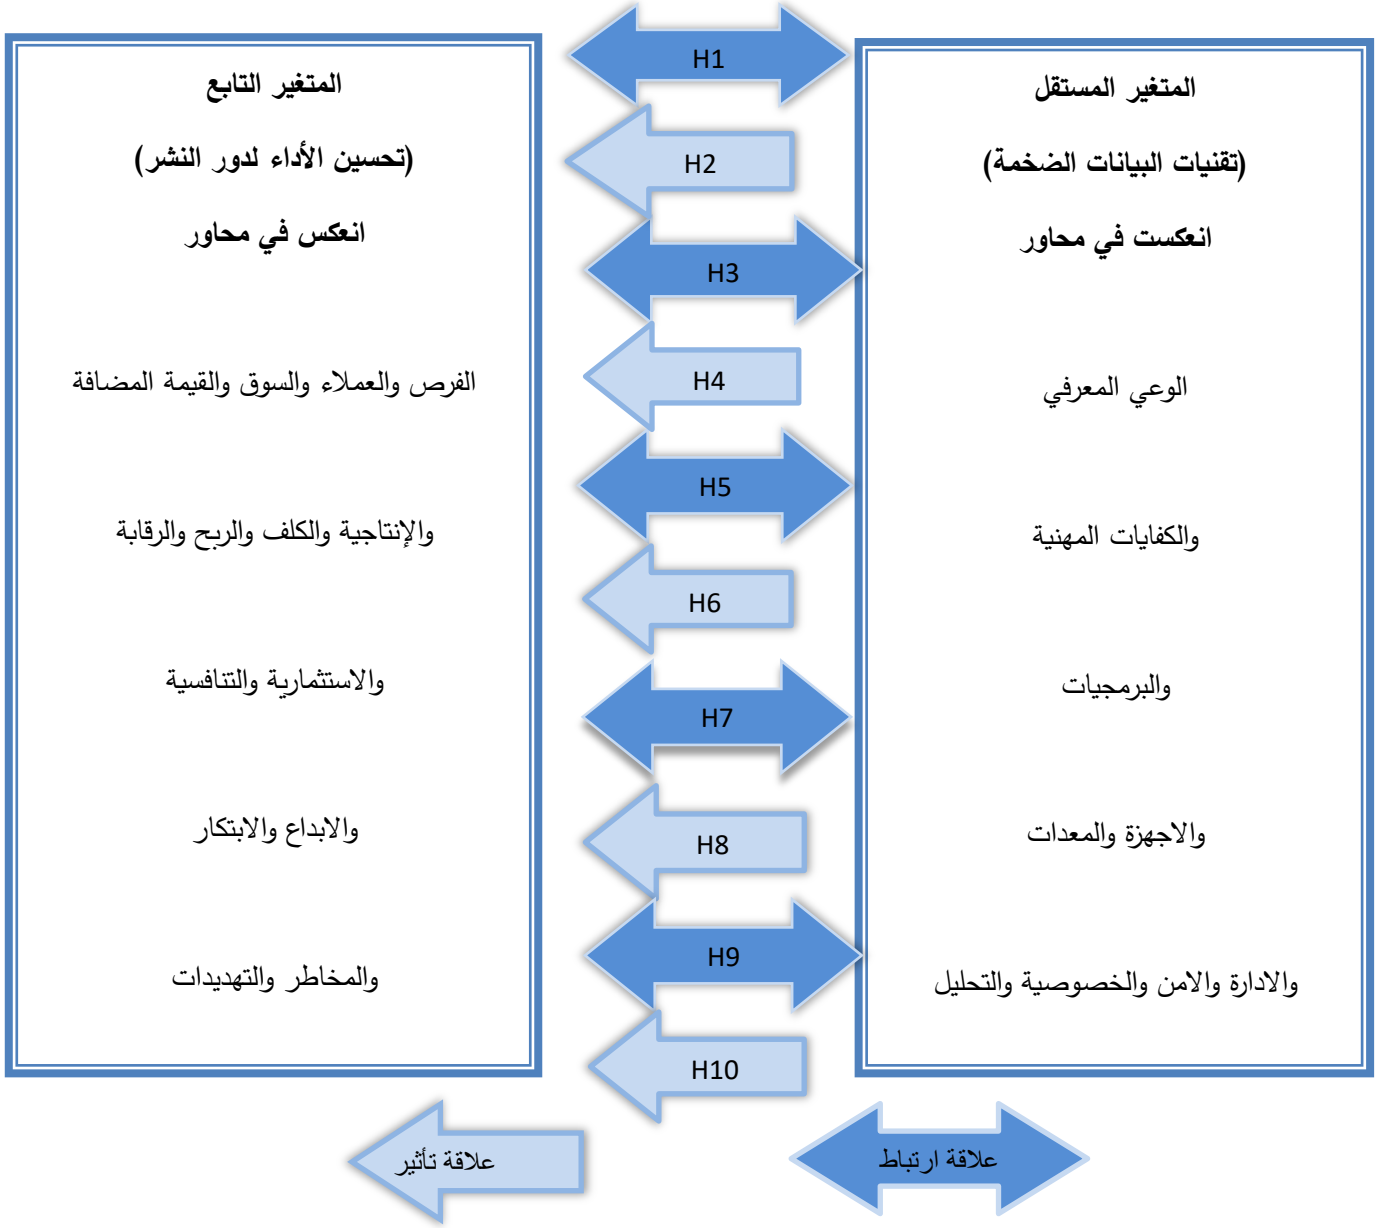 المتغير المستقل
(تقنيات البيانات الضخمة)
انعكست في محاور
الوعي المعرفي
والكفايات المهنية
والبرمجيات
والاجهزة والمعدات
والادارة والامن والخصوصية والتحليل
H1
H2
H3
H4
H5
H6
H7
H8
H9
H10
المتغير التابع
(تحسين الأداء لدور النشر)
انعكس في محاور
الفرص والعملاء والسوق والقيمة المضافة
والإنتاجية والكلف والربح والرقابة
والاستثمارية والتنافسية
والابداع والابتكار
والمخاطر والتهديدات
علاقة ارتباط
علاقة تأثير